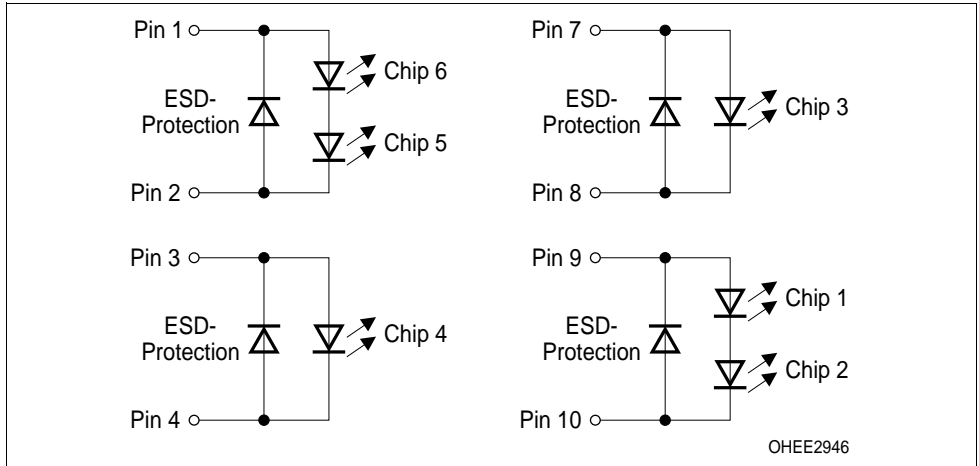 Pin 1
Chip 6
ESD-
Protection
Chip 5
Pin 2
Pin 7
ESD-
Protection
Chip 3
Pin 8
Pin 3
ESD-
Protection
Chip 4
Pin 4
Pin 9
Chip 1
ESD-
Protection
Chip 2
Pin 10
OHEE2946